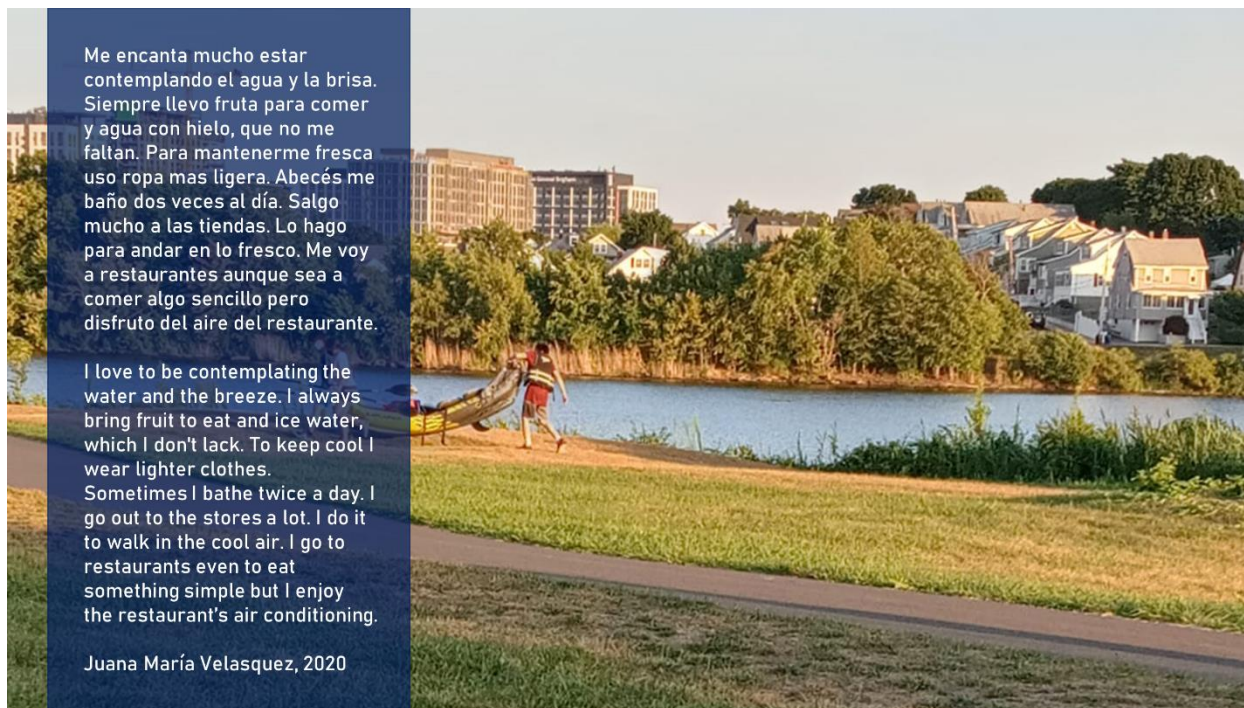 Me encanta mucho estar
contemplando el agua y la brisa.
Siempre llevo fruta para comer
y agua con hielo, que no me
faltan. Para mantenerme fresca
uso ropa mas ligera. Abecés me
baño dos veces al día. Salgo
mucho a las tiendas. Lo hago
para andar en lo fresco. Me voy
a restaurantes aunque sea a
comer algo sencillo pero
disfruto del aire del restaurante.
I love to be contemplating the
water and the breeze. I always
bring fruit to eat and ice water,
which I don't lack. To keep cool I
wear lighter clothes.
Sometimes I bathe twice a day. I
go out to the stores a lot. I do it
to walk in the cool air. I go to
restaurants even to eat
something simple but I enjoy
the restaurant's air conditioning.
Juana María Velasquez, 2020